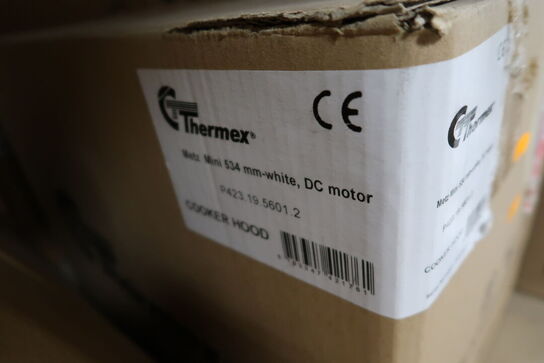 Thermex®
CE
Metz Mini 534 mm-white, DC motor
P423.19.5601.2
COOKER HOOD
Thermex